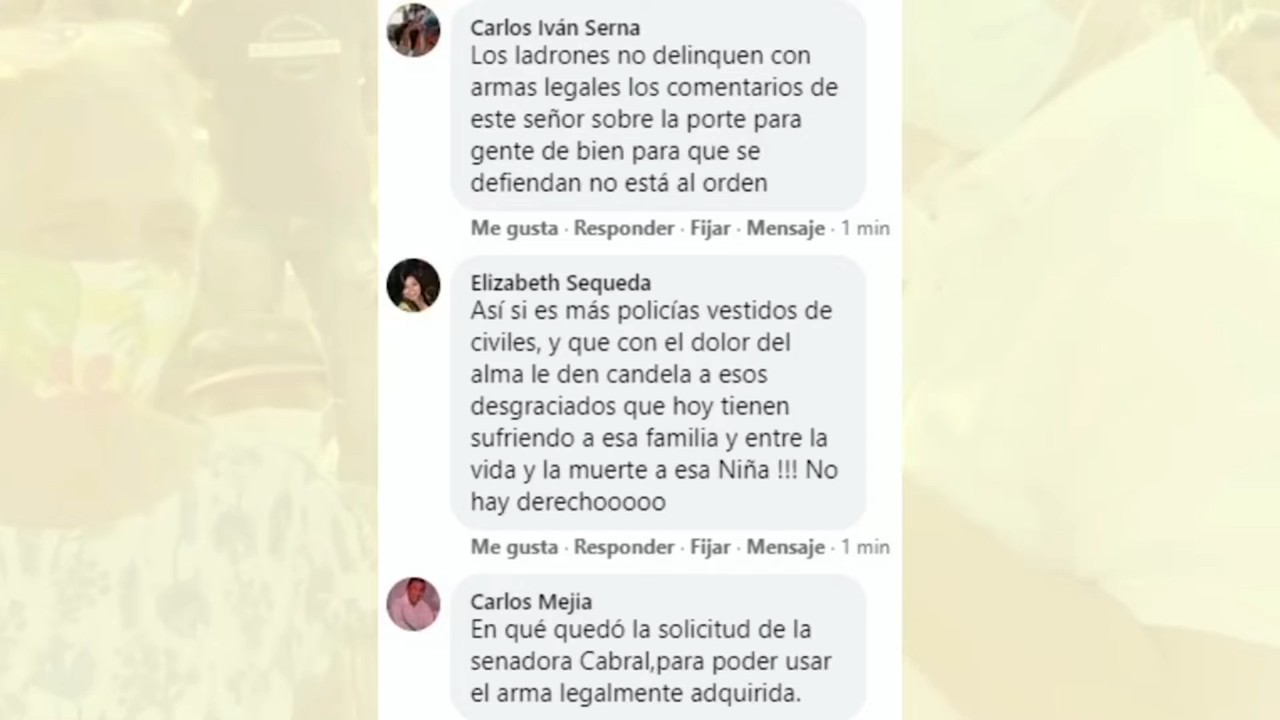 Carlos Iván Serna
Los ladrones no delinquen con
armas legales los comentarios de
este señor sobre la porte para
gente de bien para que se
defiendan no está al orden
Me gusta · Responder · Fijar · Mensaje · 1 min
Elizabeth Sequeda
Así si es más policías vestidos de
civiles, y que con el dolor del
alma le den candela a esos
desgraciados que hoy tienen
sufriendo a esa familia y entre la
vida y la muerte a esa Niña !!! No
hay derechooooo
Me gusta · Responder · Fijar · Mensaje · 1 min
Carlos Mejia
En qué quedó la solicitud de la
senadora Cabral,para poder usar
el arma legalmente adquirida.